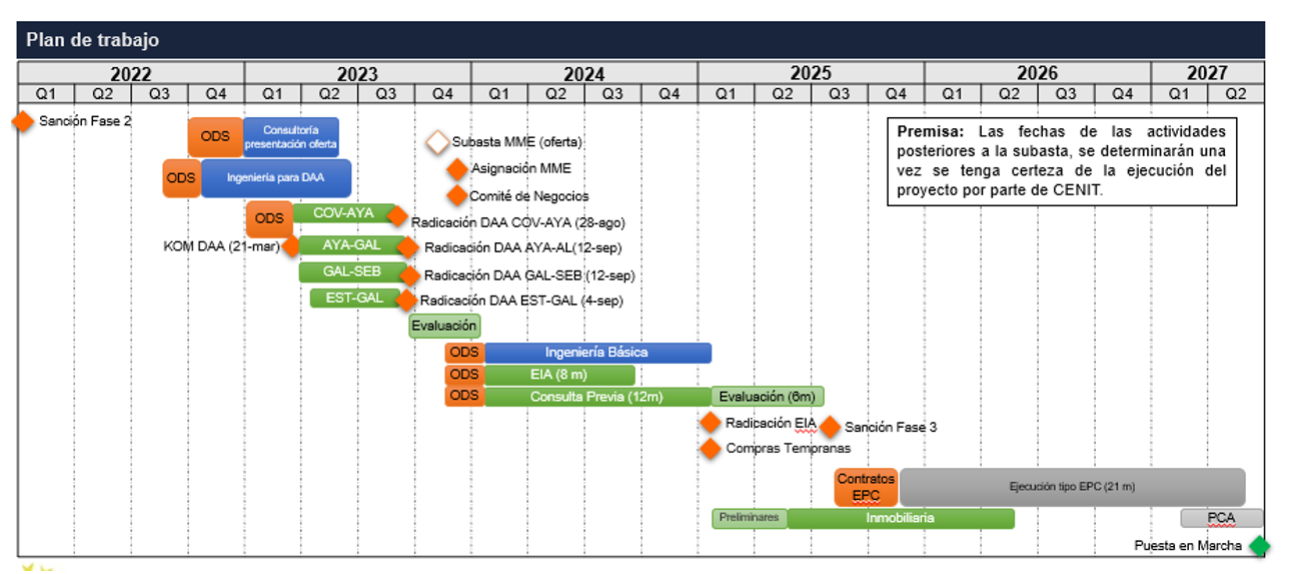 Plan de trabajo
2022 2023 2024 2025 2026 2027
Q1 Q2 Q3 Q4 Q1 Q2 Q3 Q4 Q1 Q2 Q3 Q4 Q1 Q2 Q3 Q4 Q1 Q2 Q3 Q4 Q1 Q2
Sanción Fase 2
ODS
Consultoría
presentación oferta
Subasta MME (oferta)
Premisa: Las fechas de las actividades
posteriores a la subasta, se determinarán una
vez se tenga certeza de la ejecución del
proyecto por parte de CENIT.
ODS Ingeniería para DAA
Asignación MME
Comité de Negocios
ODS COV-AYA
Radicación DAA COV-AYA (28-ago)
KOM DAA (21-mar) AYA-GAL Radicación DAA AYA-AL(12-sep)
GAL-SEB Radicación DAA GAL-SEB (12-sep)
EST-GAL Radicación DAA EST-GAL (4-sep)
Evaluación
ODS Ingeniería Básica
ODS EIA (8 m)
ODS Consulta Previa (12m) Evaluación (6m)
Radicación EIA Sanción Fase 3
Compras Tempranas
Contratos
EPC
Ejecución tipo EPC (21 m)
Preliminares Inmobiliaria PCA
Puesta en Marcha